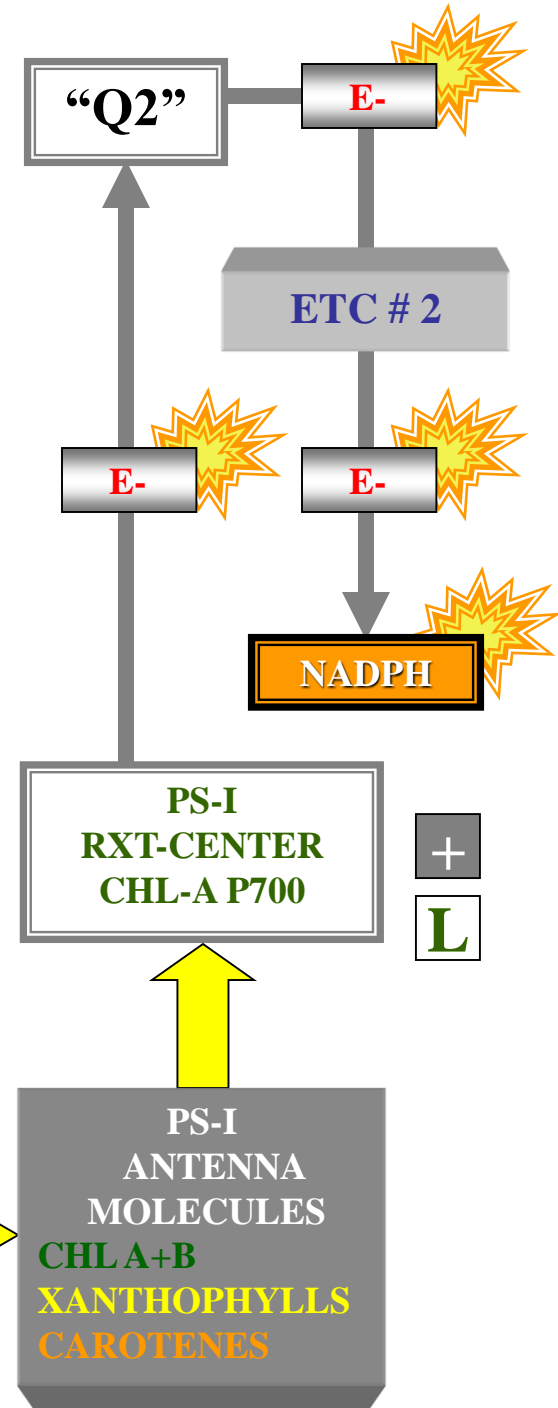 “Q2”
E-
ETC # 2
E-
E-
NADPH
PS-I
RXT-CENTER
CHL-A P700
+
L
PS-I
ANTENNA
MOLECULES
CHL A+B
XANTHOPHYLLS
CAROTENES